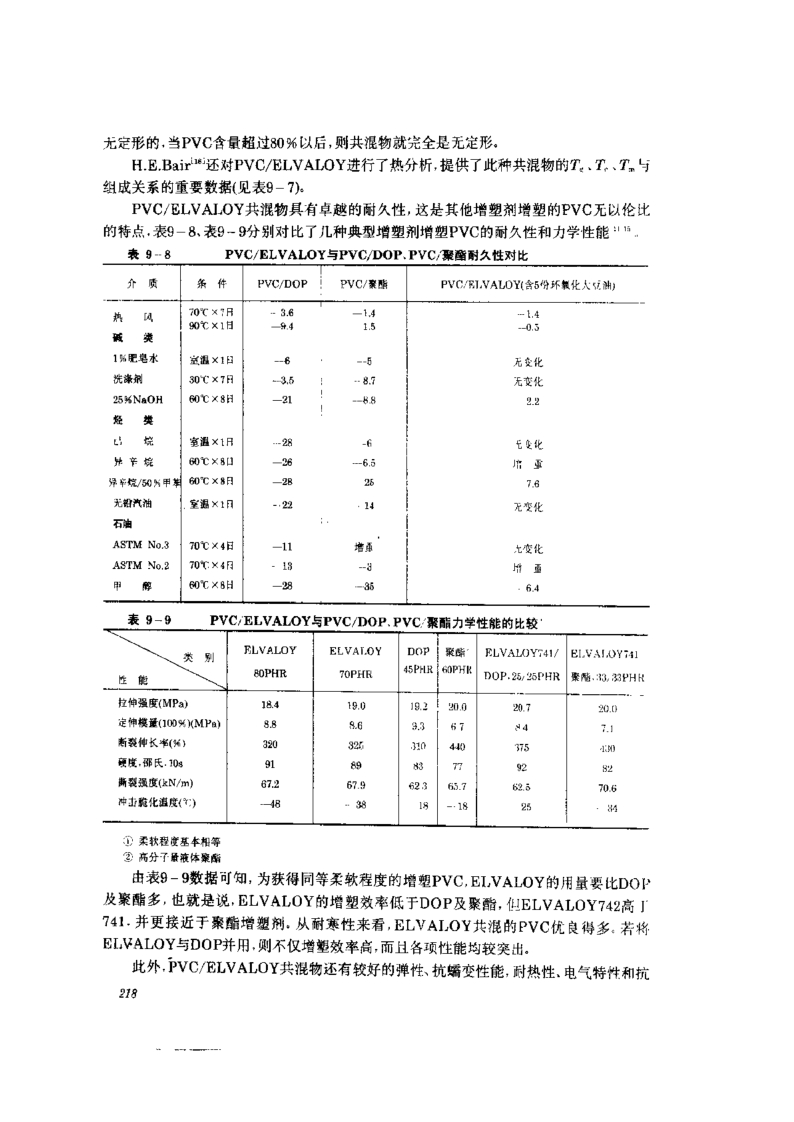 无定形的,当PVC含量超过80%以后,则共混物就完全是无定形。
H.E.Bair[16]还对PVC/ELVALOY进行了热分析,提供了此种共混物的Tg、Tc、Tm与
组成关系的重要数据(见表9-7)。
PVC/ELVALOY共混物具有卓越的耐久性,这是其他增塑剂增塑的PVC无以伦比
的特点.表9-8、表9-9分别对比了几种典型增塑剂增塑PVC的耐久性和力学性能
表 9-8 PVC/ELVALOY与PVC/DOP、PVC/聚酯耐久性对比
介 质 条 件 PVC/DOP PVC/聚酯 PVC/ELVALOY(含5份环氧化大豆油)
热 风 70℃×7日 -3.6 —1.4 -1.4
90℃×1日 —9.4 1.5 —0.5
碱 类
1%肥皂水 室温×1日 —6 --5 无变化
洗涤剂 30℃×7日 —3.5 -8.7 无变化
25%NaOH 60℃×8日 —21 —8.8 2.2
烃 类
己 烷 室温×1日 --28 -6 无变化
异 辛 烷 60℃×8日 —26 —6.5 增 重
异辛烷/50%甲苯 60℃×8日 —28 25 7.6
无铅汽油 室温×1日 -22 14 无变化
石油
ASTM No.3 70℃×4日 —11 增重 无变化
ASTM No.2 70℃×4日 - 13 —3 增 重
甲 醇 60℃×8日 —28 —35 - 6.4
表 9-9 PVC/ELVALOY与PVC/DOP、PVC/聚酯力学性能的比较
类 别 ELVALOY ELVALOY DOP 聚酯 ELVALOY741/ ELVALOY741
性 能 80PHR 70PHR 45PHR 60PHR DOP,25/25PHR 聚酯,33/33PHR
拉伸强度(MPa) 18.4 19.0 19.2 20.0 20.7 20.0
定伸模量(100%)(MPa) 8.8 8.6 9.3 6.7 8.4 7.1
断裂伸长率(%) 320 325 310 440 375 430
硬度,邵氏,10s 91 89 83 77 92 82
撕裂强度(kN/m) 67.2 67.9 62.3 65.7 62.5 70.6
冲击脆化温度(℃) —48 - 38 18 --18 25 - 34
① 柔软程度基本相等
② 高分子量液体聚酯
由表9-9数据可知,为获得同等柔软程度的增塑PVC,ELVALOY的用量要比DOP
及聚酯多,也就是说,ELVALOY的增塑效率低于DOP及聚酯,但ELVALOY742高于
741,并更接近于聚酯增塑剂。从耐寒性来看,ELVALOY共混的PVC优良得多。若将
ELVALOY与DOP并用,则不仅增塑效率高,而且各项性能均较突出。
此外,PVC/ELVALOY共混物还有较好的弹性、抗蠕变性能,耐热性、电气特性和抗
218